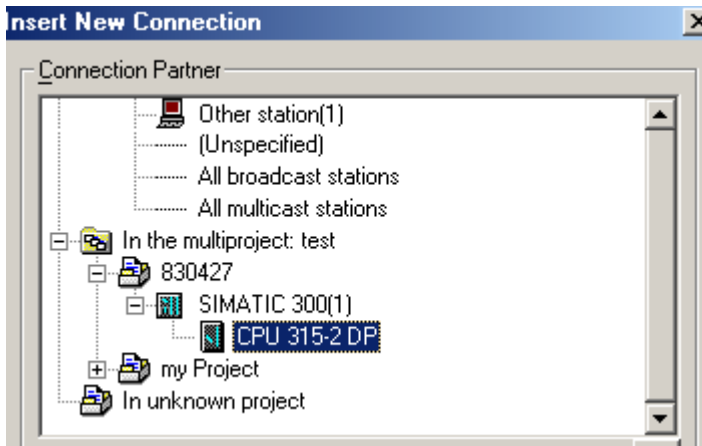 Insert New Connection
Connection Partner
Other station(1)
(Unspecified)
All broadcast stations
All multicast stations
In the multiproject: test
830427
SIMATIC 300(1)
CPU 315-2 DP
my Project
In unknown project